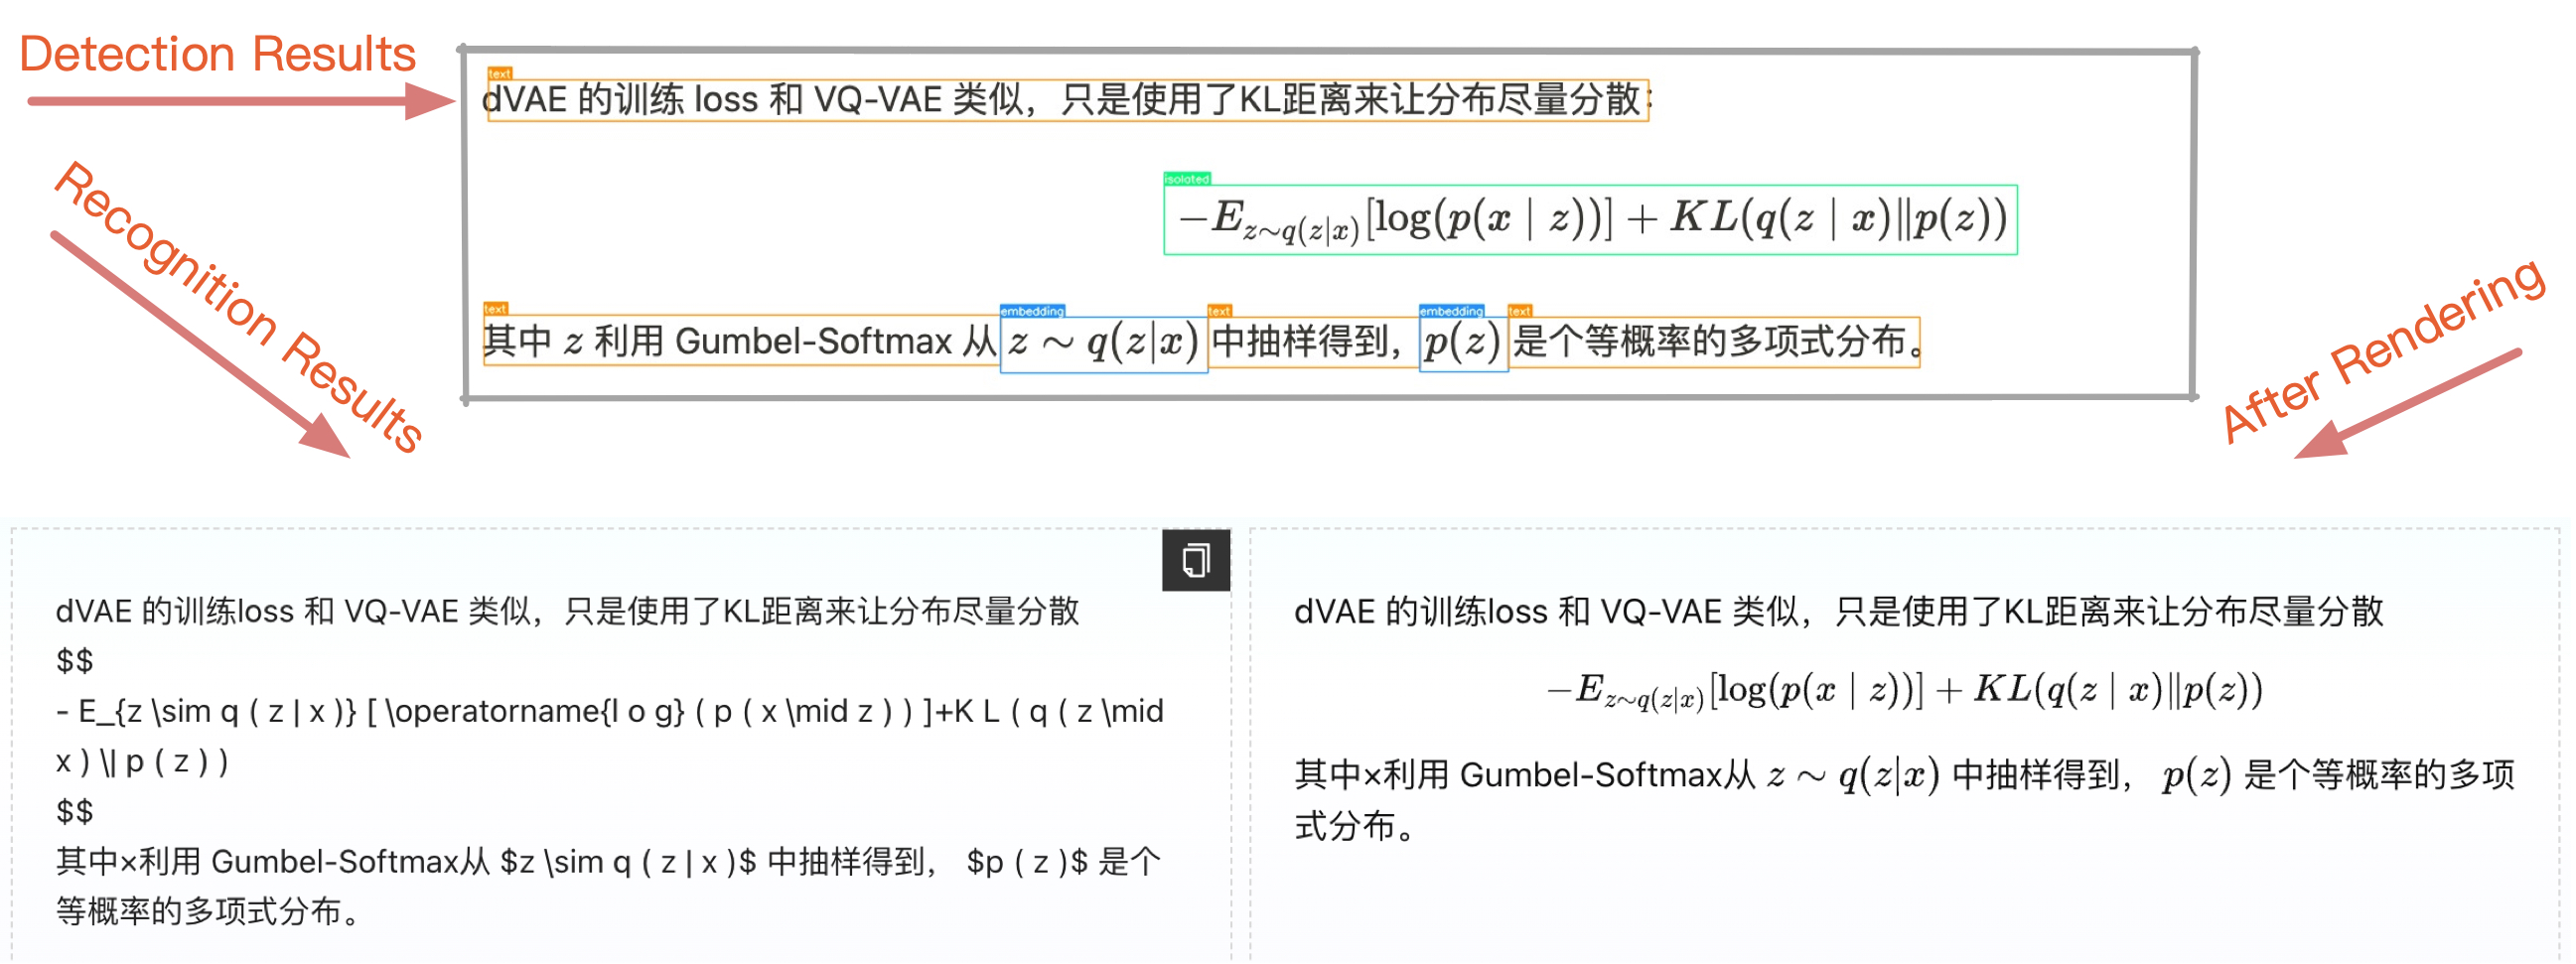 Detection Results
text
dVAE 的训练 loss 和 VQ-VAE 类似，只是使用了KL距离来让分布尽量分散：
isolated
−E_{z∼q(z|x)}[log(p(x | z))] + KL(q(z | x)‖p(z))
text embedding text embedding text
其中 z 利用 Gumbel-Softmax 从 z ∼ q(z|x) 中抽样得到，p(z) 是个等概率的多项式分布。
Recognition Results
After Rendering
dVAE 的训练loss 和 VQ-VAE 类似，只是使用了KL距离来让分布尽量分散
$$
- E_{z \sim q ( z | x )} [ \operatorname{l o g} ( p ( x \mid z ) ) ]+K L ( q ( z \mid
x ) \| p ( z ) )
$$
其中×利用 Gumbel-Softmax从 $z \sim q ( z | x )$ 中抽样得到， $p ( z )$ 是个
等概率的多项式分布。
dVAE 的训练loss 和 VQ-VAE 类似，只是使用了KL距离来让分布尽量分散
−E_{z∼q(z|x)}[log(p(x | z))] + KL(q(z | x)‖p(z))
其中×利用 Gumbel-Softmax从 z ∼ q(z|x) 中抽样得到， p(z) 是个等概率的多项
式分布。